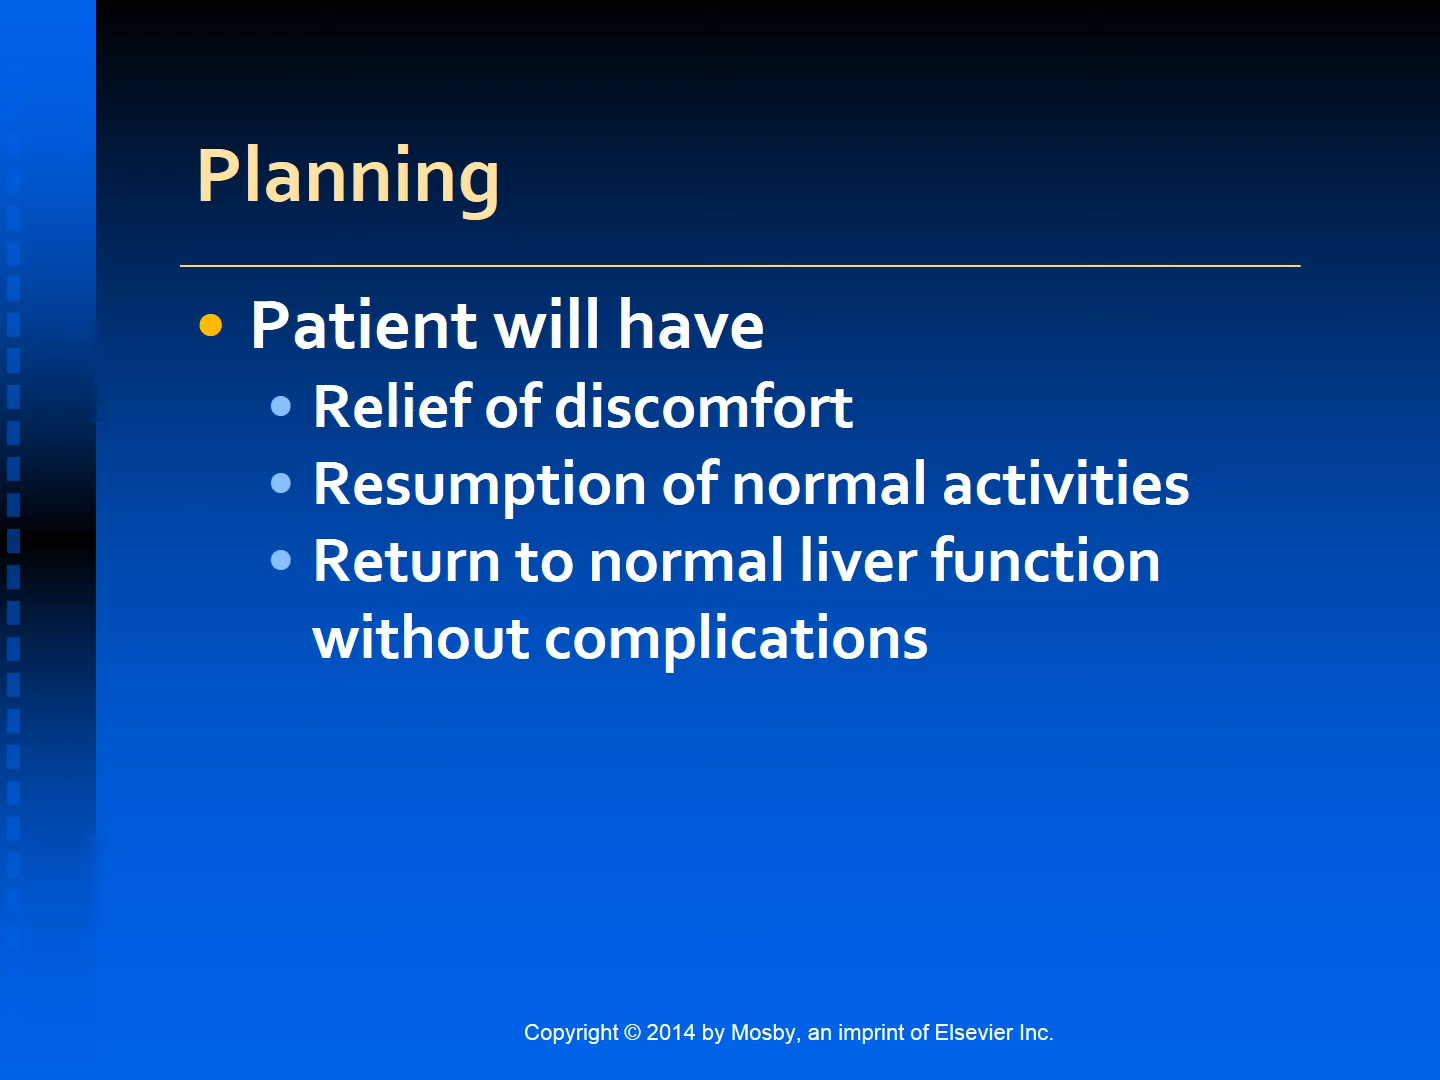 Planning
• Patient will have
• Relief of discomfort
• Resumption of normal activities
• Return to normal liver function
without complications
Copyright © 2014 by Mosby, an imprint of Elsevier Inc.